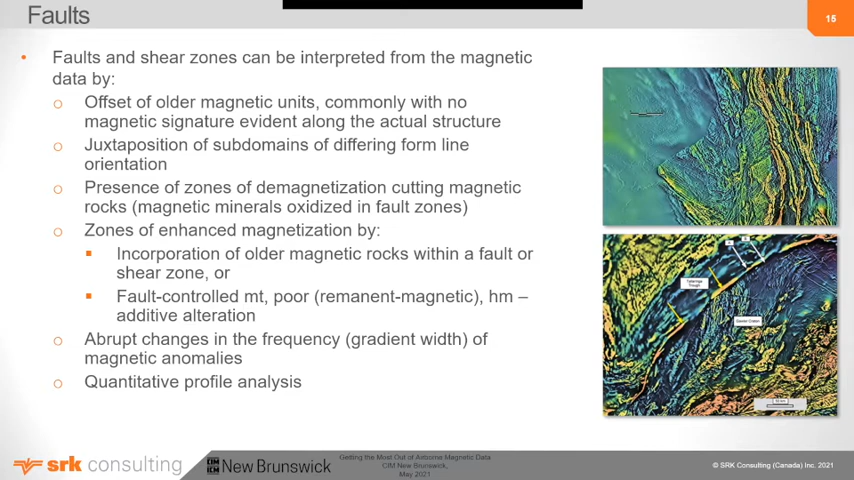 Faults
15
• Faults and shear zones can be interpreted from the magnetic
data by:
o Offset of older magnetic units, commonly with no
magnetic signature evident along the actual structure
o Juxtaposition of subdomains of differing form line
orientation
o Presence of zones of demagnetization cutting magnetic
rocks (magnetic minerals oxidized in fault zones)
o Zones of enhanced magnetization by:
▪ Incorporation of older magnetic rocks within a fault or
shear zone, or
▪ Fault-controlled mt, poor (remanent-magnetic), hm –
additive alteration
o Abrupt changes in the frequency (gradient width) of
magnetic anomalies
o Quantitative profile analysis
Trough
Gawler Craton
srk consulting
CIM
ICM
New Brunswick
Getting the Most Out of Airborne Magnetic Data.
CIM New Brunswick,
May 2021
© SRK Consulting (Canada) Inc. 2021